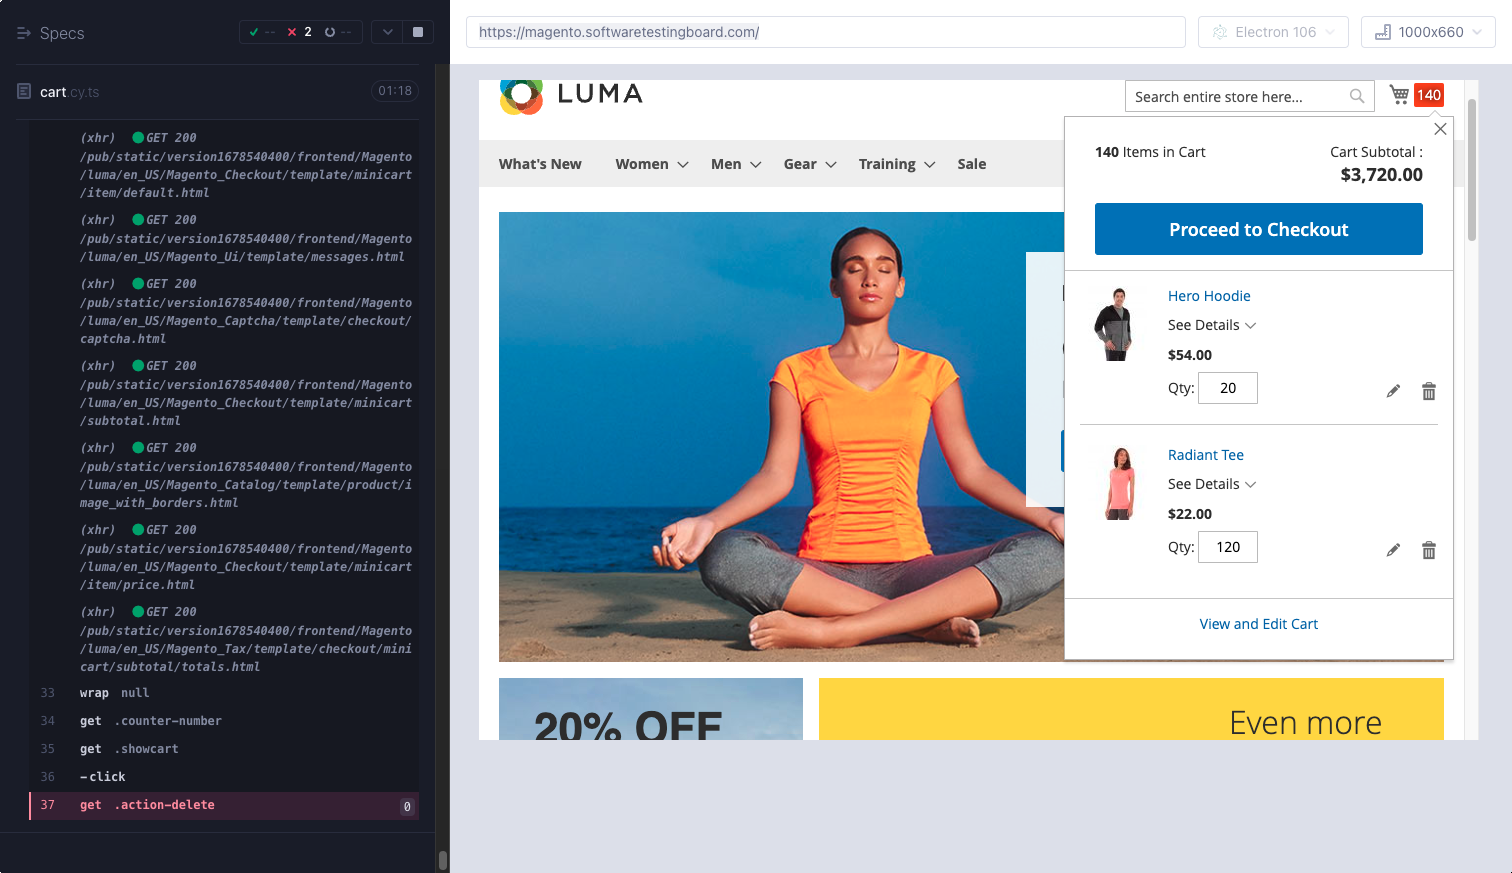 Specs
--
2
--
cart.cy.ts
01:18
(xhr) GET 200
/pub/static/version1678540400/frontend/Magento
/luma/en_US/Magento_Checkout/template/minicart
/item/default.html
(xhr) GET 200
/pub/static/version1678540400/frontend/Magento
/luma/en_US/Magento_Ui/template/messages.html
(xhr) GET 200
/pub/static/version1678540400/frontend/Magento
/luma/en_US/Magento_Captcha/template/checkout/
captcha.html
(xhr) GET 200
/pub/static/version1678540400/frontend/Magento
/luma/en_US/Magento_Checkout/template/minicart
/subtotal.html
(xhr) GET 200
/pub/static/version1678540400/frontend/Magento
/luma/en_US/Magento_Catalog/template/product/i
mage_with_borders.html
(xhr) GET 200
/pub/static/version1678540400/frontend/Magento
/luma/en_US/Magento_Checkout/template/minicart
/item/price.html
(xhr) GET 200
/pub/static/version1678540400/frontend/Magento
/luma/en_US/Magento_Tax/template/checkout/mini
cart/subtotal/totals.html
33 wrap null
34 get .counter-number
35 get .showcart
36 -click
37 get .action-delete 0
https://magento.softwaretestingboard.com/
Electron 106
1000x660
LUMA
Search entire store here...
140
What's New
Women
Men
Gear
Training
Sale
140 Items in Cart
Cart Subtotal :
$3,720.00
Proceed to Checkout
Hero Hoodie
See Details
$54.00
Qty: 20
Radiant Tee
See Details
$22.00
Qty: 120
View and Edit Cart
20% OFF
Even more